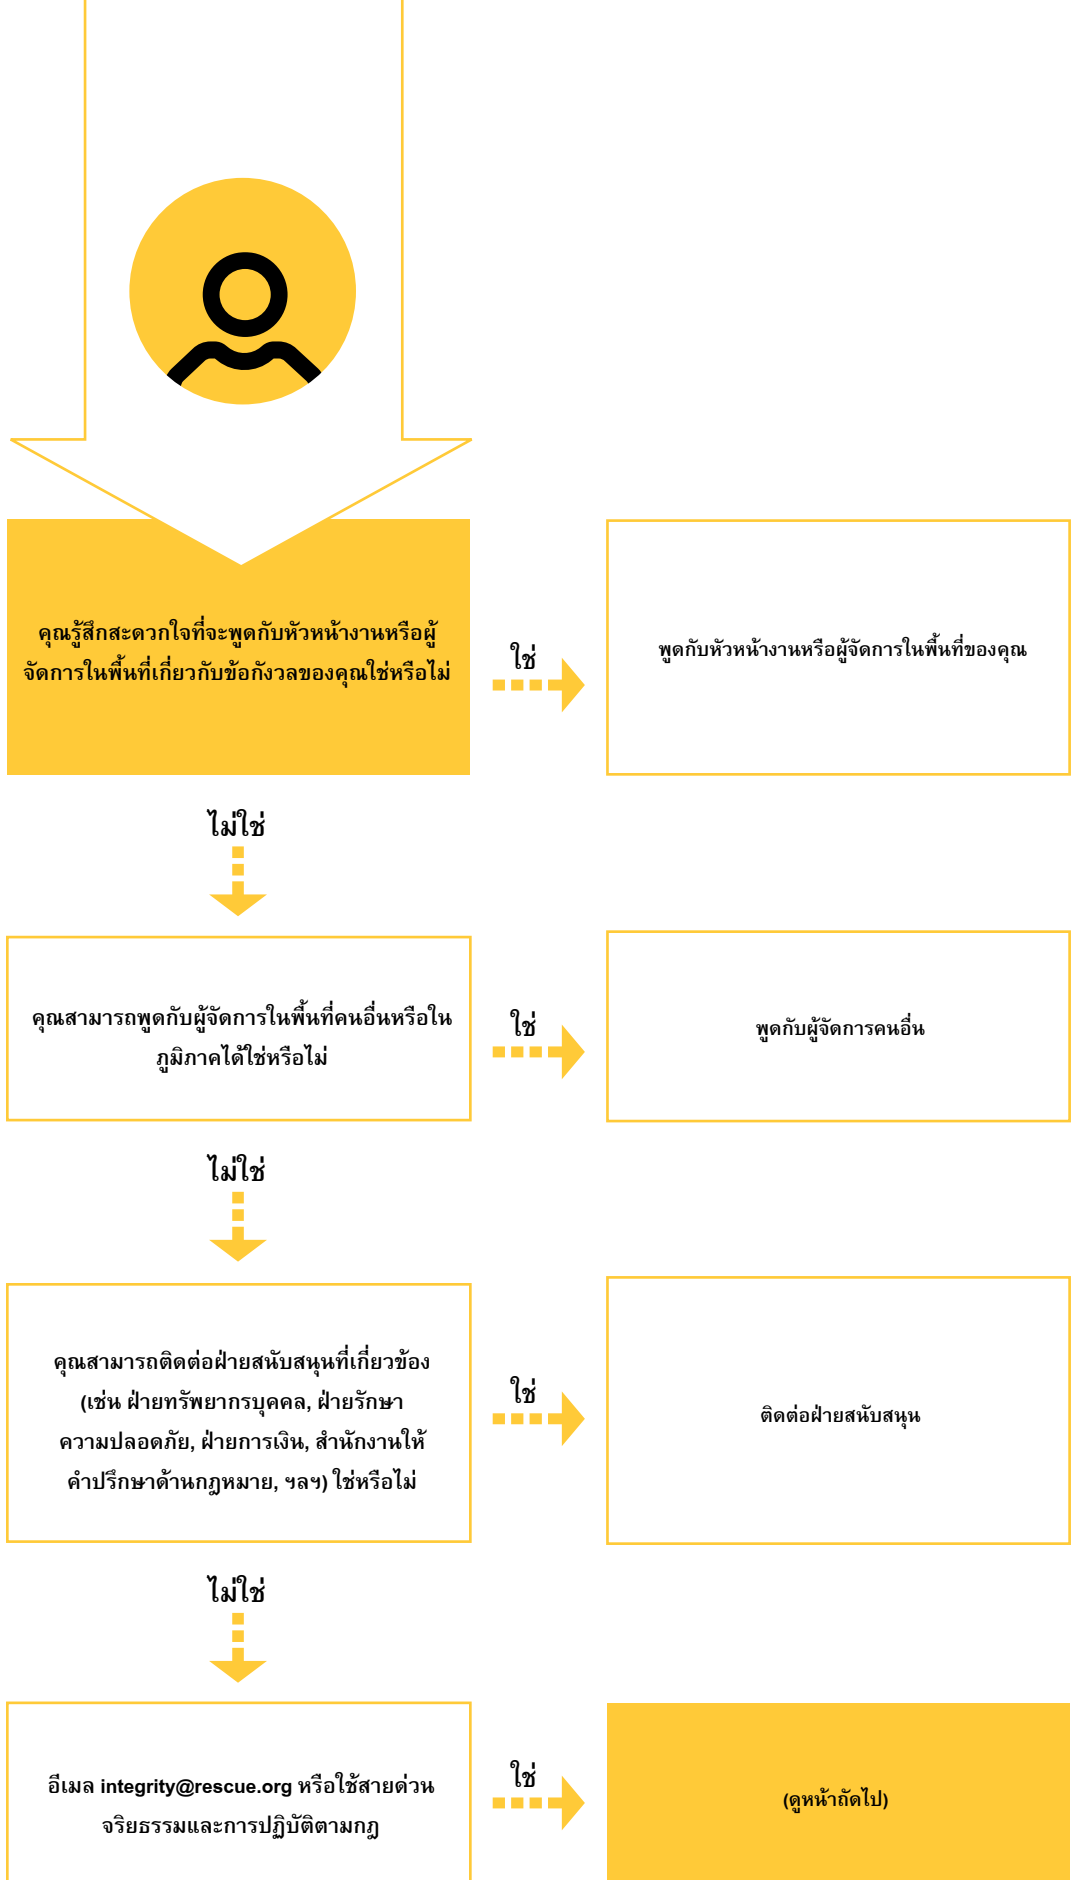 คุณรู้สึกสะดวกใจที่จะพูดกับหัวหน้างานหรือผู้
จัดการในพื้นที่เกี่ยวกับข้อกังวลของคุณใช่หรือไม่
ใช่
พูดกับหัวหน้างานหรือผู้จัดการในพื้นที่ของคุณ
ไม่ใช่
คุณสามารถพูดกับผู้จัดการในพื้นที่คนอื่นหรือใน
ภูมิภาคได้ใช่หรือไม่
ใช่
พูดกับผู้จัดการคนอื่น
ไม่ใช่
คุณสามารถติดต่อฝ่ายสนับสนุนที่เกี่ยวข้อง
(เช่น ฝ่ายทรัพยากรบุคคล, ฝ่ายรักษา
ความปลอดภัย, ฝ่ายการเงิน, สำนักงานให้
คำปรึกษาด้านกฎหมาย, ฯลฯ) ใช่หรือไม่
ใช่
ติดต่อฝ่ายสนับสนุน
ไม่ใช่
อีเมล integrity@rescue.org หรือใช้สายด่วน
จริยธรรมและการปฏิบัติตามกฎ
ใช่
(ดูหน้าถัดไป)